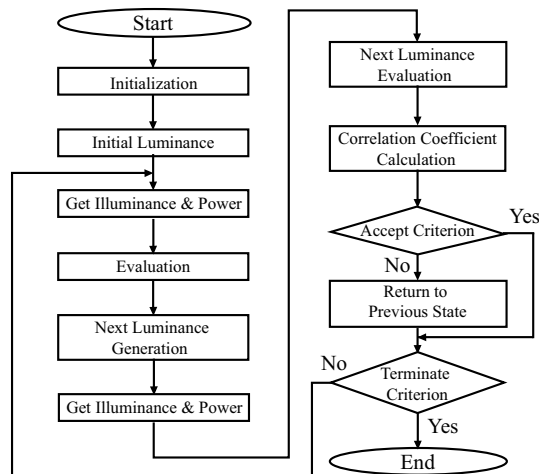 Start
Initialization
Initial Luminance
Get Illuminance & Power
Evaluation
Next Luminance
Generation
Get Illuminance & Power
Next Luminance
Evaluation
Correlation Coefficient
Calculation
Accept Criterion
Yes
No
Return to
Previous State
No
Terminate
Criterion
Yes
End